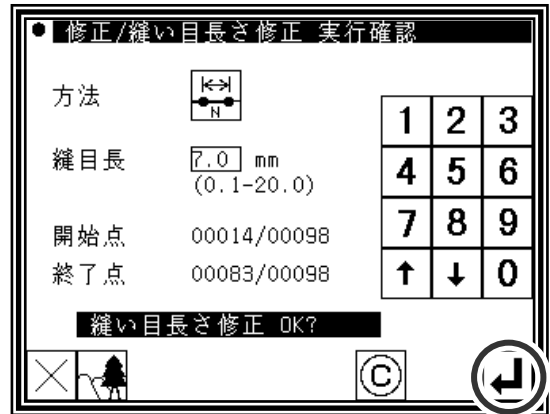 修正/縫い目長さ修正 実行確認
方法
N
縫目長 7.0 mm
(0.1-20.0)
開始点 00014/00098
終了点 00083/00098
縫い目長さ修正 OK?
1 2 3
4 5 6
7 8 9
↑ ↓ 0
C